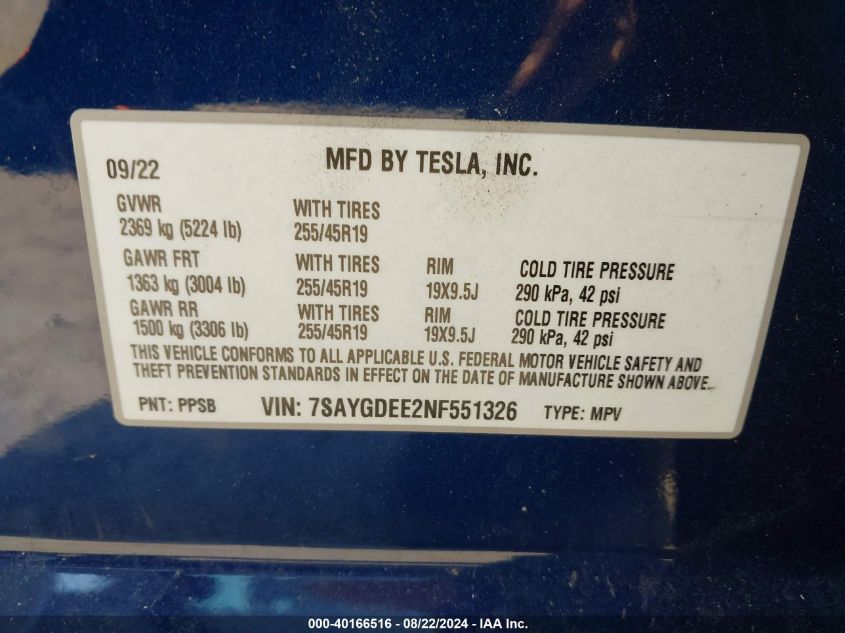 09/22 MFD BY TESLA, INC.
GVWR WITH TIRES
2369 kg (5224 lb) 255/45R19
GAWR FRT WITH TIRES RIM COLD TIRE PRESSURE
1363 kg (3004 lb) 255/45R19 19X9.5J 290 kPa, 42 psi
GAWR RR WITH TIRES RIM COLD TIRE PRESSURE
1500 kg (3306 lb) 255/45R19 19X9.5J 290 kPa, 42 psi
THIS VEHICLE CONFORMS TO ALL APPLICABLE U.S. FEDERAL MOTOR VEHICLE SAFETY AND
THEFT PREVENTION STANDARDS IN EFFECT ON THE DATE OF MANUFACTURE SHOWN ABOVE.
PNT: PPSB VIN: 7SAYGDEE2NF551326 TYPE: MPV
000-40166516 - 08/22/2024 - IAA Inc.